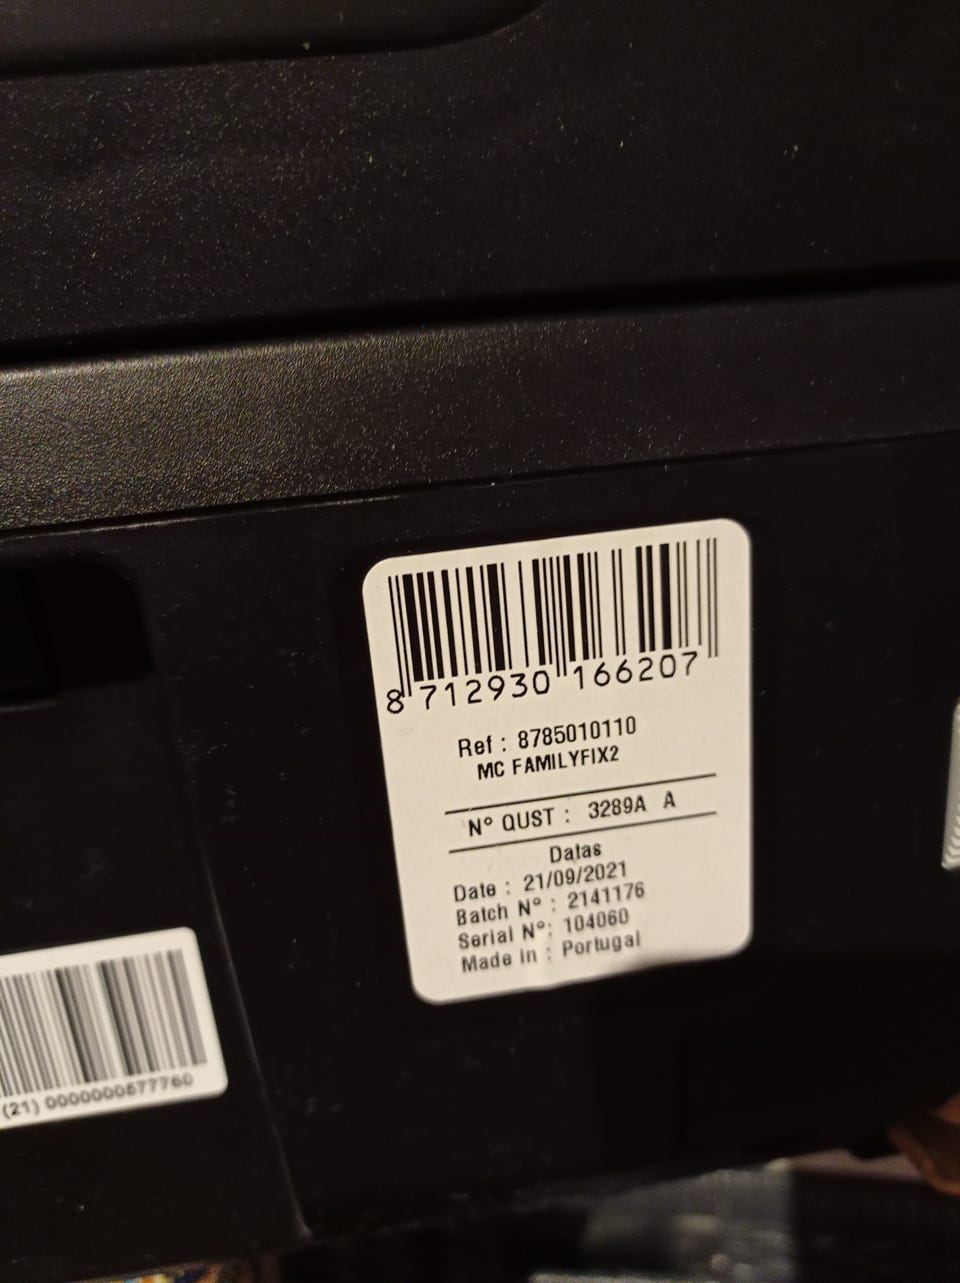 8 712930 166207
Ref : 8785010110
MC FAMILYFIX2
N° QUST : 3289A A
Datas
Date : 21/09/2021
Batch N° : 2141176
Serial N°: 104060
Made in : Portugal
(21) 0000000577760